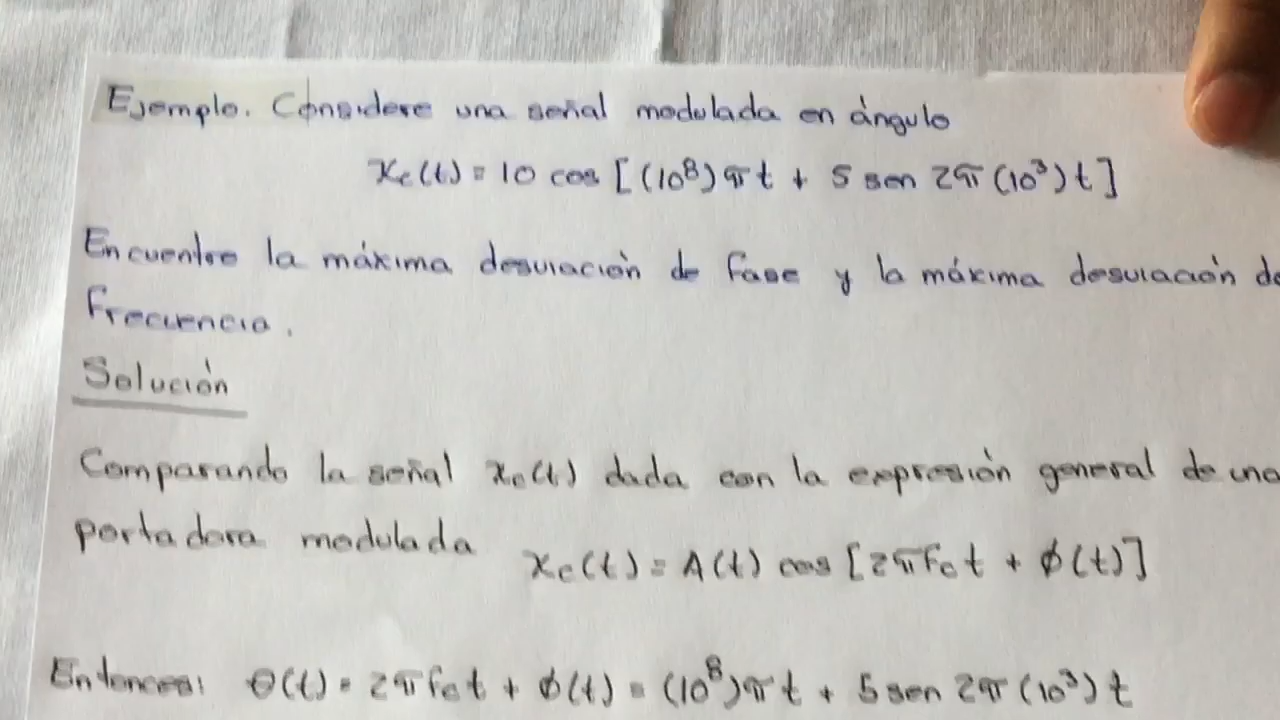 Ejemplo. Considere una señal modulada en ángulo
xc(t) = 10 cos [(10⁸)πt + 5 sen 2π(10³)t]
Encuentre la máxima desviación de fase y la máxima desviación de
frecuencia.
Solución
Comparando la señal xc(t) dada con la expresión general de una
portadora modulada xc(t) = A(t) cos [2πfct + ϕ(t)]
Entonces: θ(t) = 2πfct + ϕ(t) = (10⁸)πt + 5 sen 2π(10³)t